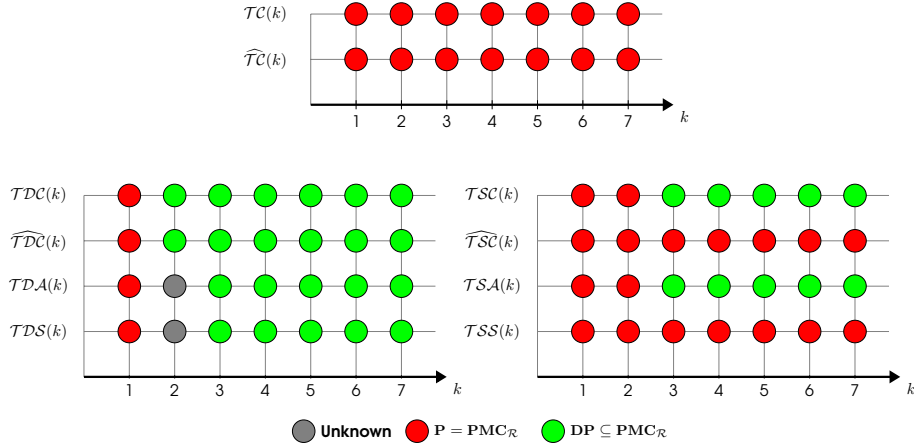 𝒯𝒞(k)
𝒯𝒞̂(k)
1 2 3 4 5 6 7 k
𝒯𝒟𝒞(k)
𝒯𝒟𝒞̂(k)
𝒯𝒟𝒜(k)
𝒯𝒟𝒮(k)
1 2 3 4 5 6 7 k
𝒯𝒮𝒞(k)
𝒯𝒮𝒞̂(k)
𝒯𝒮𝒜(k)
𝒯𝒮𝒮(k)
1 2 3 4 5 6 7 k
Unknown P = PMC_ℛ DP ⊆ PMC_ℛ